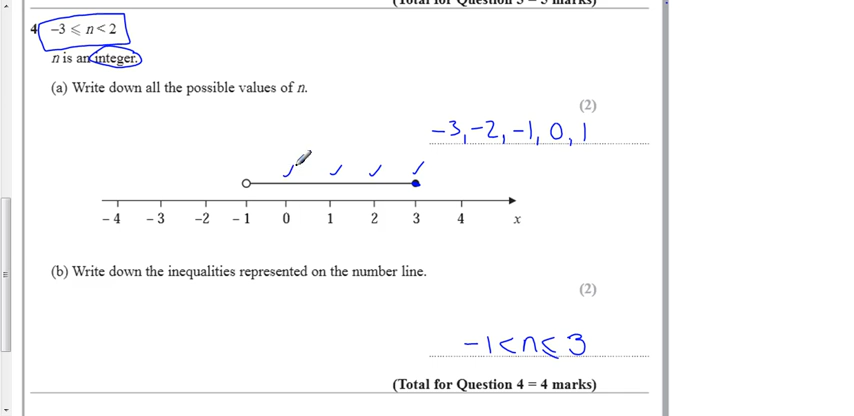 (Total for Question 3 = 3 marks)
4 -3 ⩽ n < 2
n is an integer.
(a) Write down all the possible values of n.
(2)
-3, -2, -1, 0, 1
-4 -3 -2 -1 0 1 2 3 4 x
(b) Write down the inequalities represented on the number line.
(2)
-1 < n ⩽ 3
(Total for Question 4 = 4 marks)